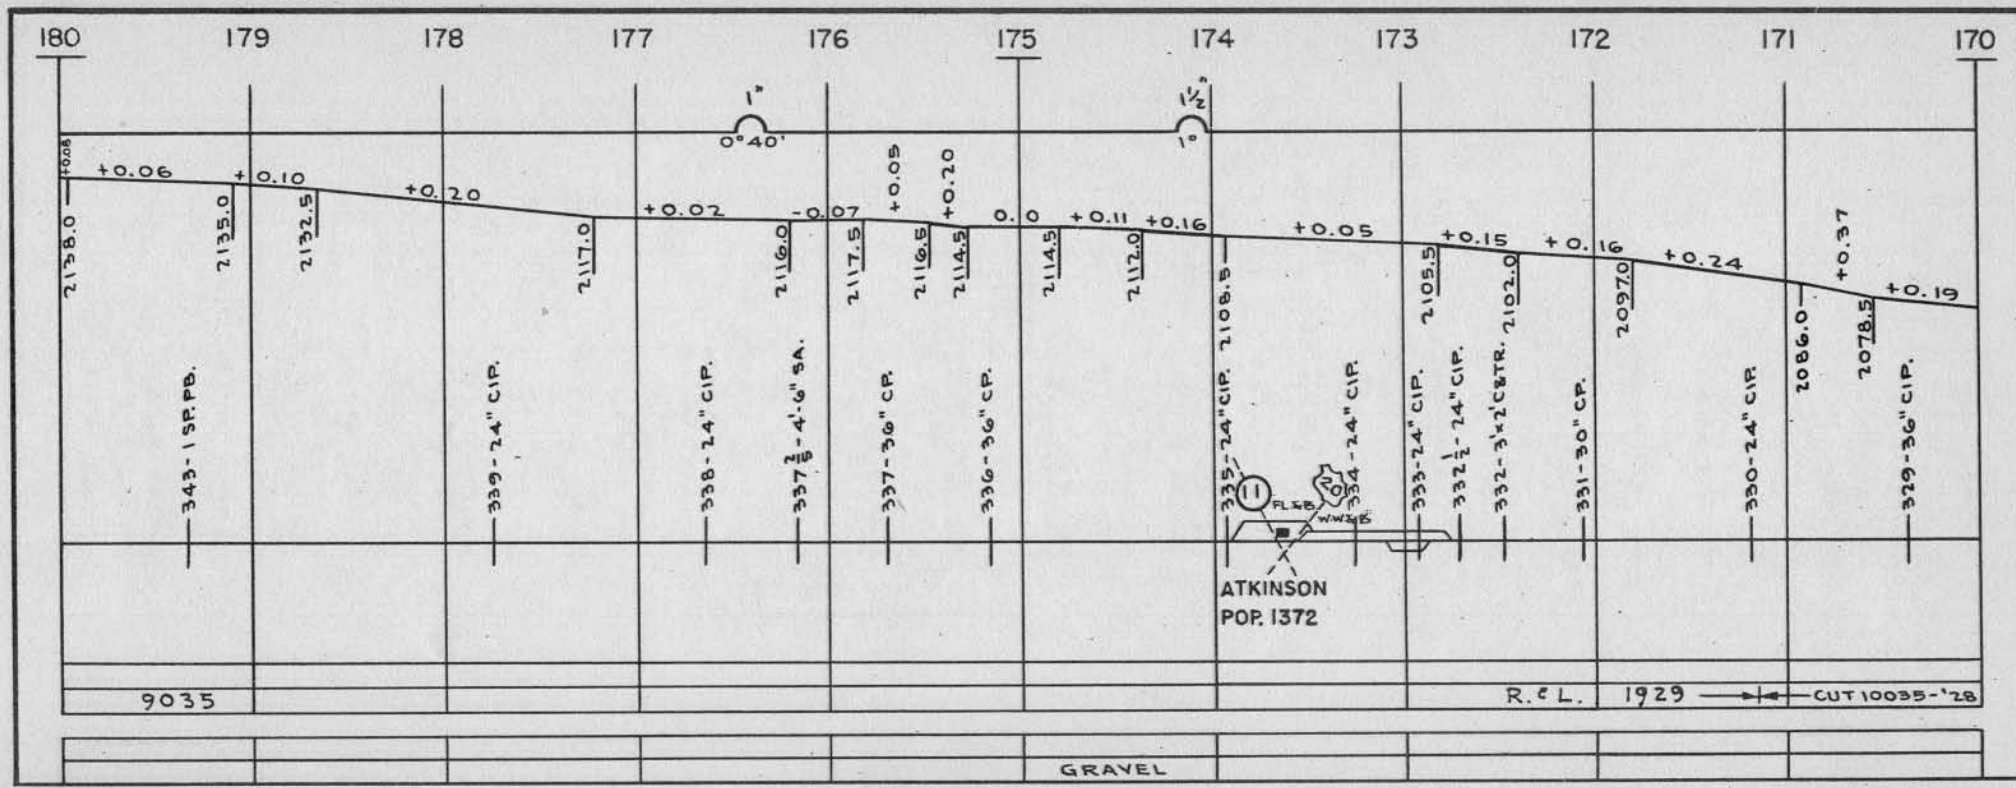 180 179 178 177 176 175 174 173 172 171 170
1" 1½"
0°40' 1°
+0.08 +0.06 +0.10 +0.20 +0.02 -0.07 +0.05 +0.20 0.0 +0.11 +0.16 +0.05 +0.15 +0.16 +0.24 +0.37 +0.19
2138.0 2135.0 2132.5 2117.0 2116.0 2117.5 2116.5 2114.5 2114.5 2112.0 2108.5 2105.5 2102.0 2097.0 2086.0 2078.5
343-1 SP. PB.
339-24" CIP.
338-24" CIP.
337 2/5-4'-6" SA.
337-36" CP.
336-36" CP.
335-24" CIP.
334-24" CIP.
333-24" CIP.
332 1/2-24" CIP.
332-3'x2' C&TR.
331-30" CP.
330-24" CIP.
329-36" CIP.
11 FL&B. 20 W.W.&B
ATKINSON
POP. 1372
9035 R.&L. 1929 CUT 10035-'28
GRAVEL